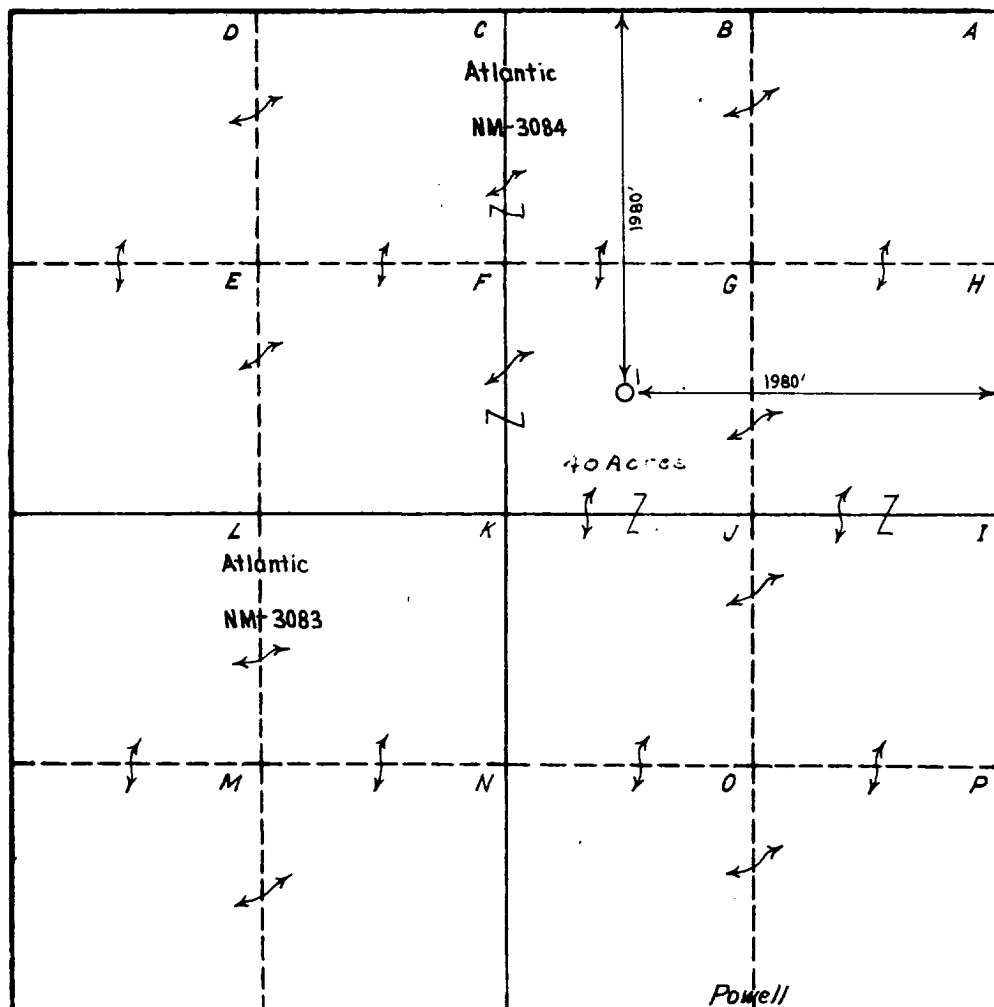 D C B A
Atlantic
NM-3084
1980'
E F G H
1
1980'
40 Acres
L K J I
Atlantic
NM-3083
M N O P
Powell